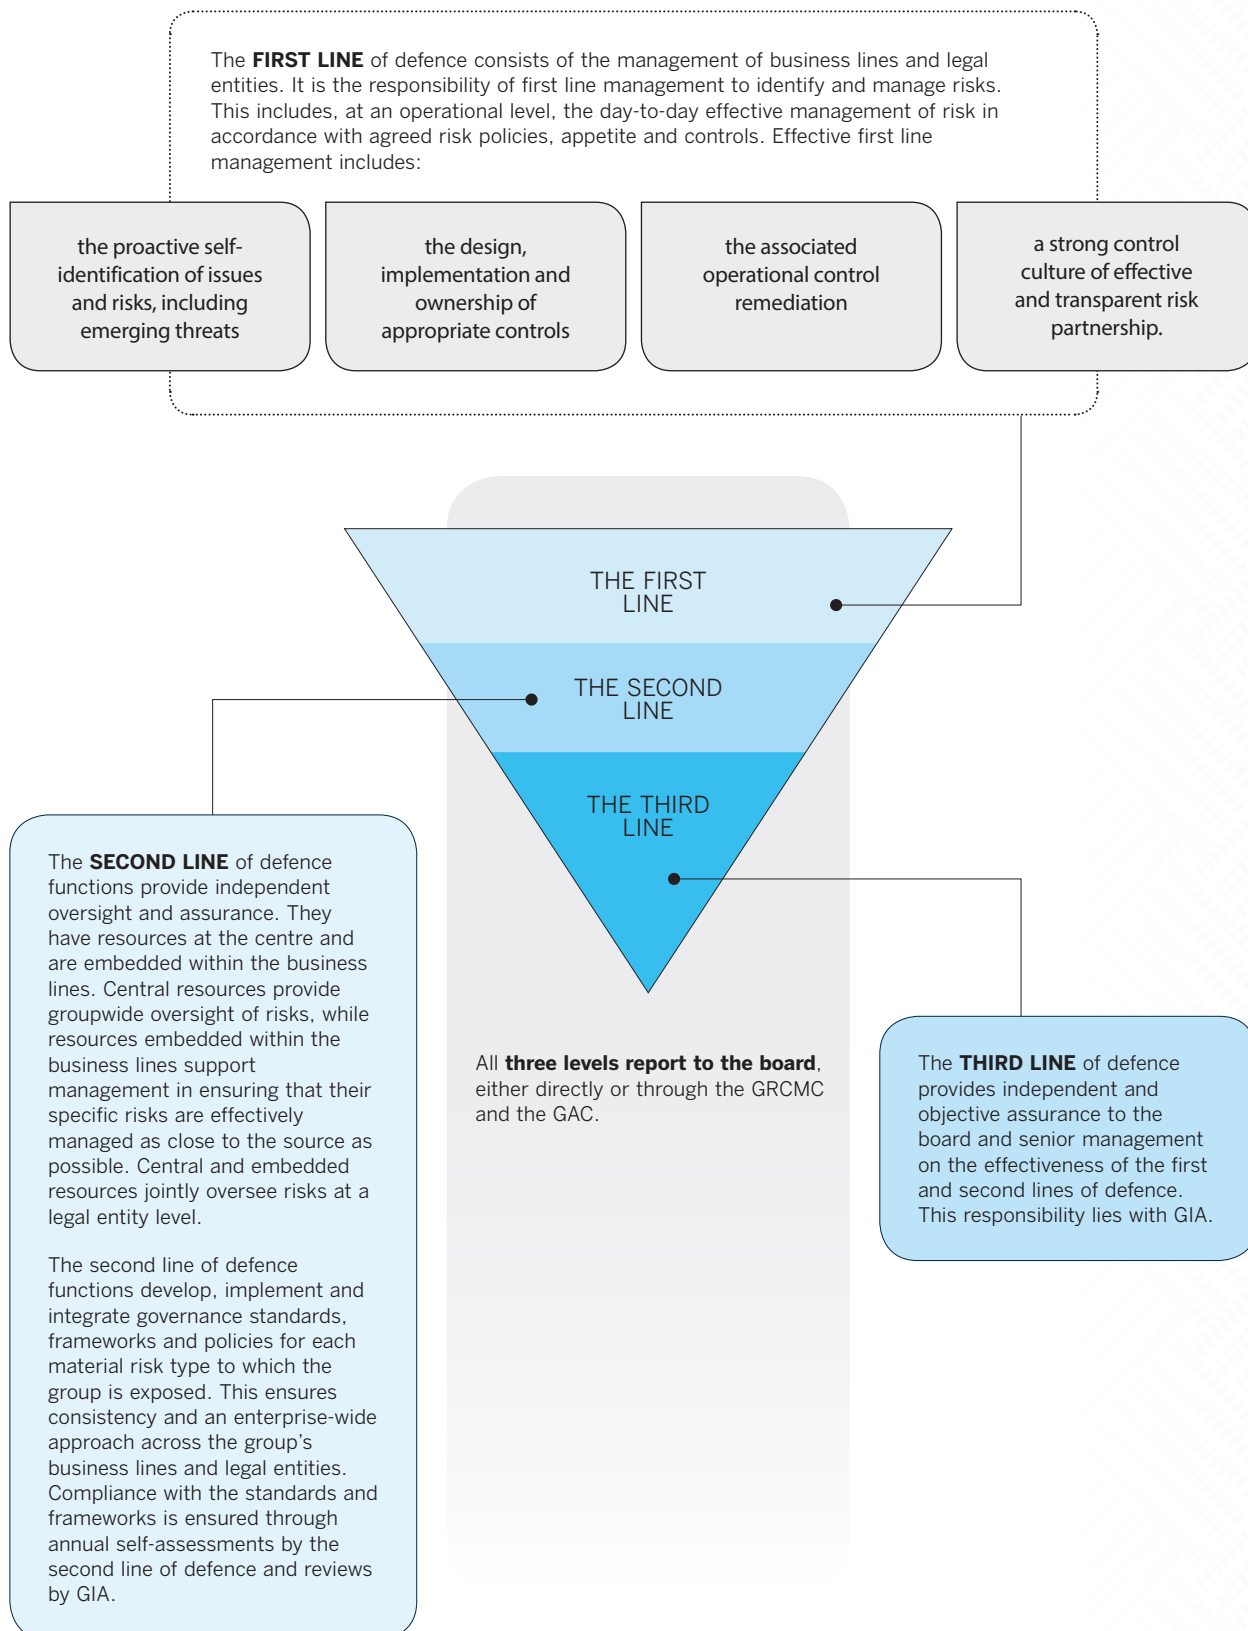 The FIRST LINE of defence consists of the management of business lines and legal
entities. It is the responsibility of first line management to identify and manage risks.
This includes, at an operational level, the day-to-day effective management of risk in
accordance with agreed risk policies, appetite and controls. Effective first line
management includes:
the proactive self-
identification of issues
and risks, including
emerging threats
the design,
implementation and
ownership of
appropriate controls
the associated
operational control
remediation
a strong control
culture of effective
and transparent risk
partnership.
THE FIRST
LINE
THE SECOND
LINE
THE THIRD
LINE
The SECOND LINE of defence
functions provide independent
oversight and assurance. They
have resources at the centre and
are embedded within the business
lines. Central resources provide
groupwide oversight of risks, while
resources embedded within the
business lines support
management in ensuring that their
specific risks are effectively
managed as close to the source as
possible. Central and embedded
resources jointly oversee risks at a
legal entity level.
The second line of defence
functions develop, implement and
integrate governance standards,
frameworks and policies for each
material risk type to which the
group is exposed. This ensures
consistency and an enterprise-wide
approach across the group's
business lines and legal entities.
Compliance with the standards and
frameworks is ensured through
annual self-assessments by the
second line of defence and reviews
by GIA.
All three levels report to the board,
either directly or through the GRCMC
and the GAC.
The THIRD LINE of defence
provides independent and
objective assurance to the
board and senior management
on the effectiveness of the first
and second lines of defence.
This responsibility lies with GIA.